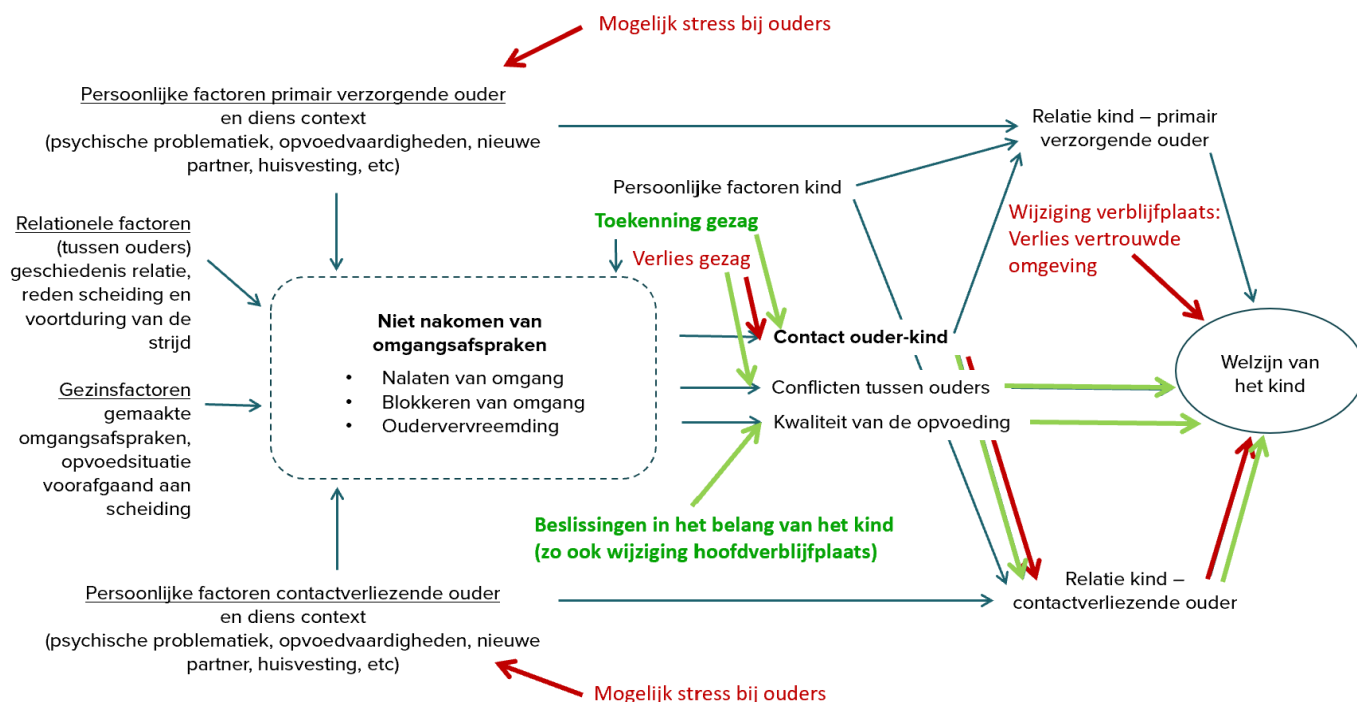 Mogelijk stress bij ouders
Persoonlijke factoren primair verzorgende ouder
en diens context
(psychische problematiek, opvoedvaardigheden, nieuwe
partner, huisvesting, etc)
Relatie kind – primair
verzorgende ouder
Persoonlijke factoren kind
Toekenning gezag
Verlies gezag
Wijziging verblijfplaats:
Verlies vertrouwde
omgeving
Relationele factoren
(tussen ouders)
geschiedenis relatie,
reden scheiding en
voortduring van de
strijd
Niet nakomen van
omgangsafspraken
• Nalaten van omgang
• Blokkeren van omgang
• Oudervervreemding
Contact ouder-kind
Conflicten tussen ouders
Kwaliteit van de opvoeding
Welzijn van
het kind
Gezinsfactoren
gemaakte
omgangsafspraken,
opvoedsituatie
voorafgaand aan
scheiding
Beslissingen in het belang van het kind
(zo ook wijziging hoofdverblijfplaats)
Persoonlijke factoren contactverliezende ouder
en diens context
(psychische problematiek, opvoedvaardigheden, nieuwe
partner, huisvesting, etc)
Relatie kind –
contactverliezende ouder
Mogelijk stress bij ouders